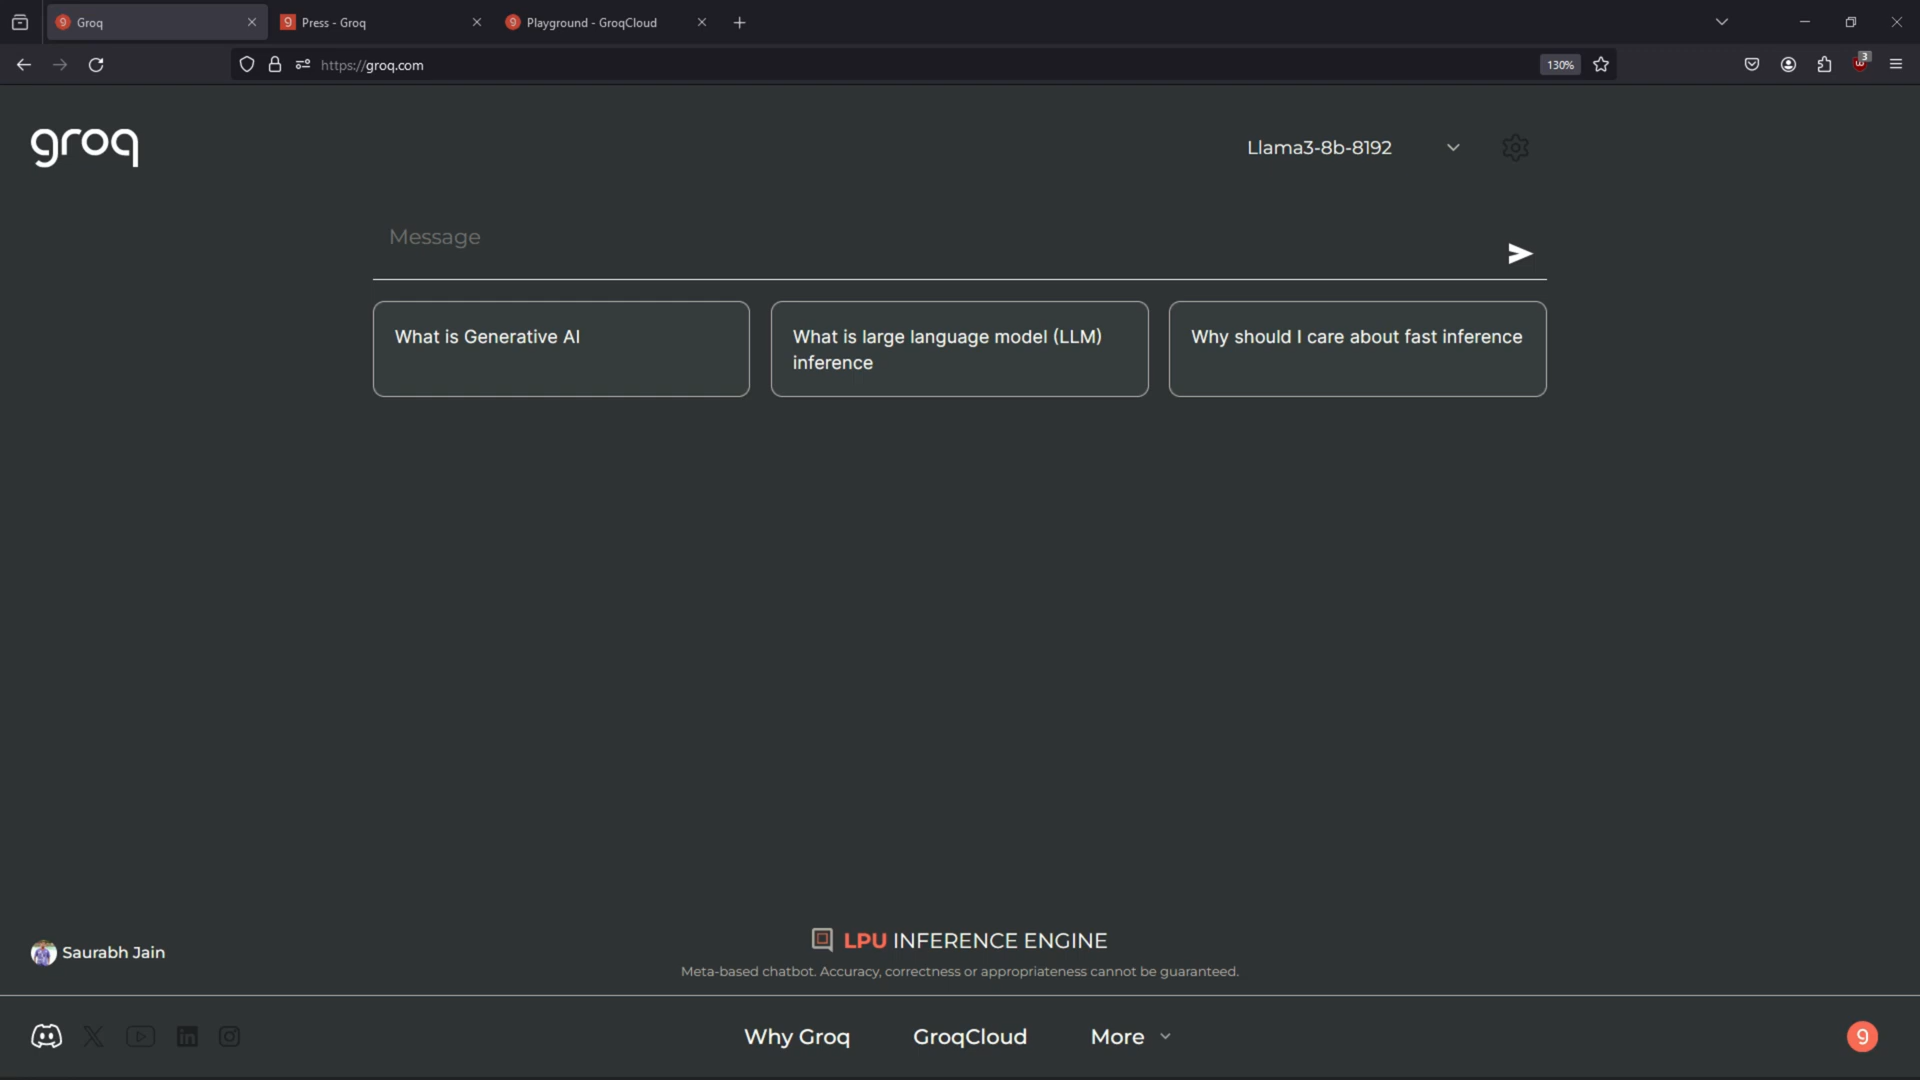 Groq
Press - Groq
Playground - GroqCloud
https://groq.com
130%
3
groq
Llama3-8b-8192
Message
What is Generative AI
What is large language model (LLM)
inference
Why should I care about fast inference
Saurabh Jain
LPU INFERENCE ENGINE
Meta-based chatbot. Accuracy, correctness or appropriateness cannot be guaranteed.
Why Groq
GroqCloud
More